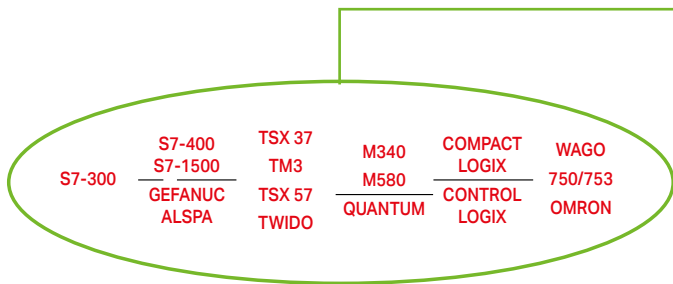 S7-300
S7-400
S7-1500
GEFANUC
ALSPA
TSX 37
TM3
TSX 57
TWIDO
M340
M580
QUANTUM
COMPACT
LOGIX
CONTROL
LOGIX
WAGO
750/753
OMRON